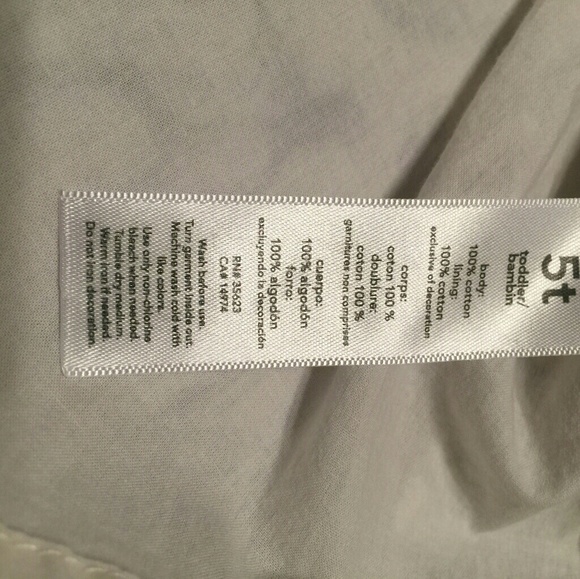 5t
toddler/
bambin
body:
100% cotton
lining:
100% cotton
exclusive of decoration
corps:
coton 100 %
doublure:
coton 100 %
garnitures non comprises
cuerpo:
100% algodón
forro:
100% algodón
excluyendo la decoración
RN# 35623
CA# 14974
Wash before use.
Turn garment inside out.
Machine wash cold with
like colors.
Use only non-chlorine
bleach when needed.
Tumble dry medium.
Warm iron if needed.
Do not iron decoration.